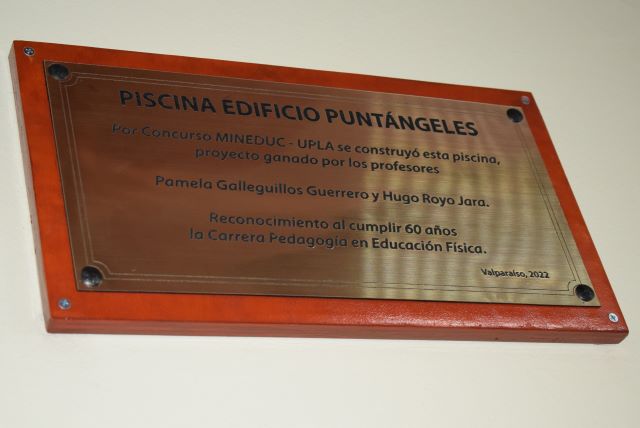 PISCINA EDIFICIO PUNTÁNGELES
Por Concurso MINEDUC - UPLA se construyó esta piscina,
proyecto ganado por los profesores
Pamela Galleguillos Guerrero y Hugo Royo Jara.
Reconocimiento al cumplir 60 años
la Carrera Pedagogía en Educación Física.
Valparaíso, 2022